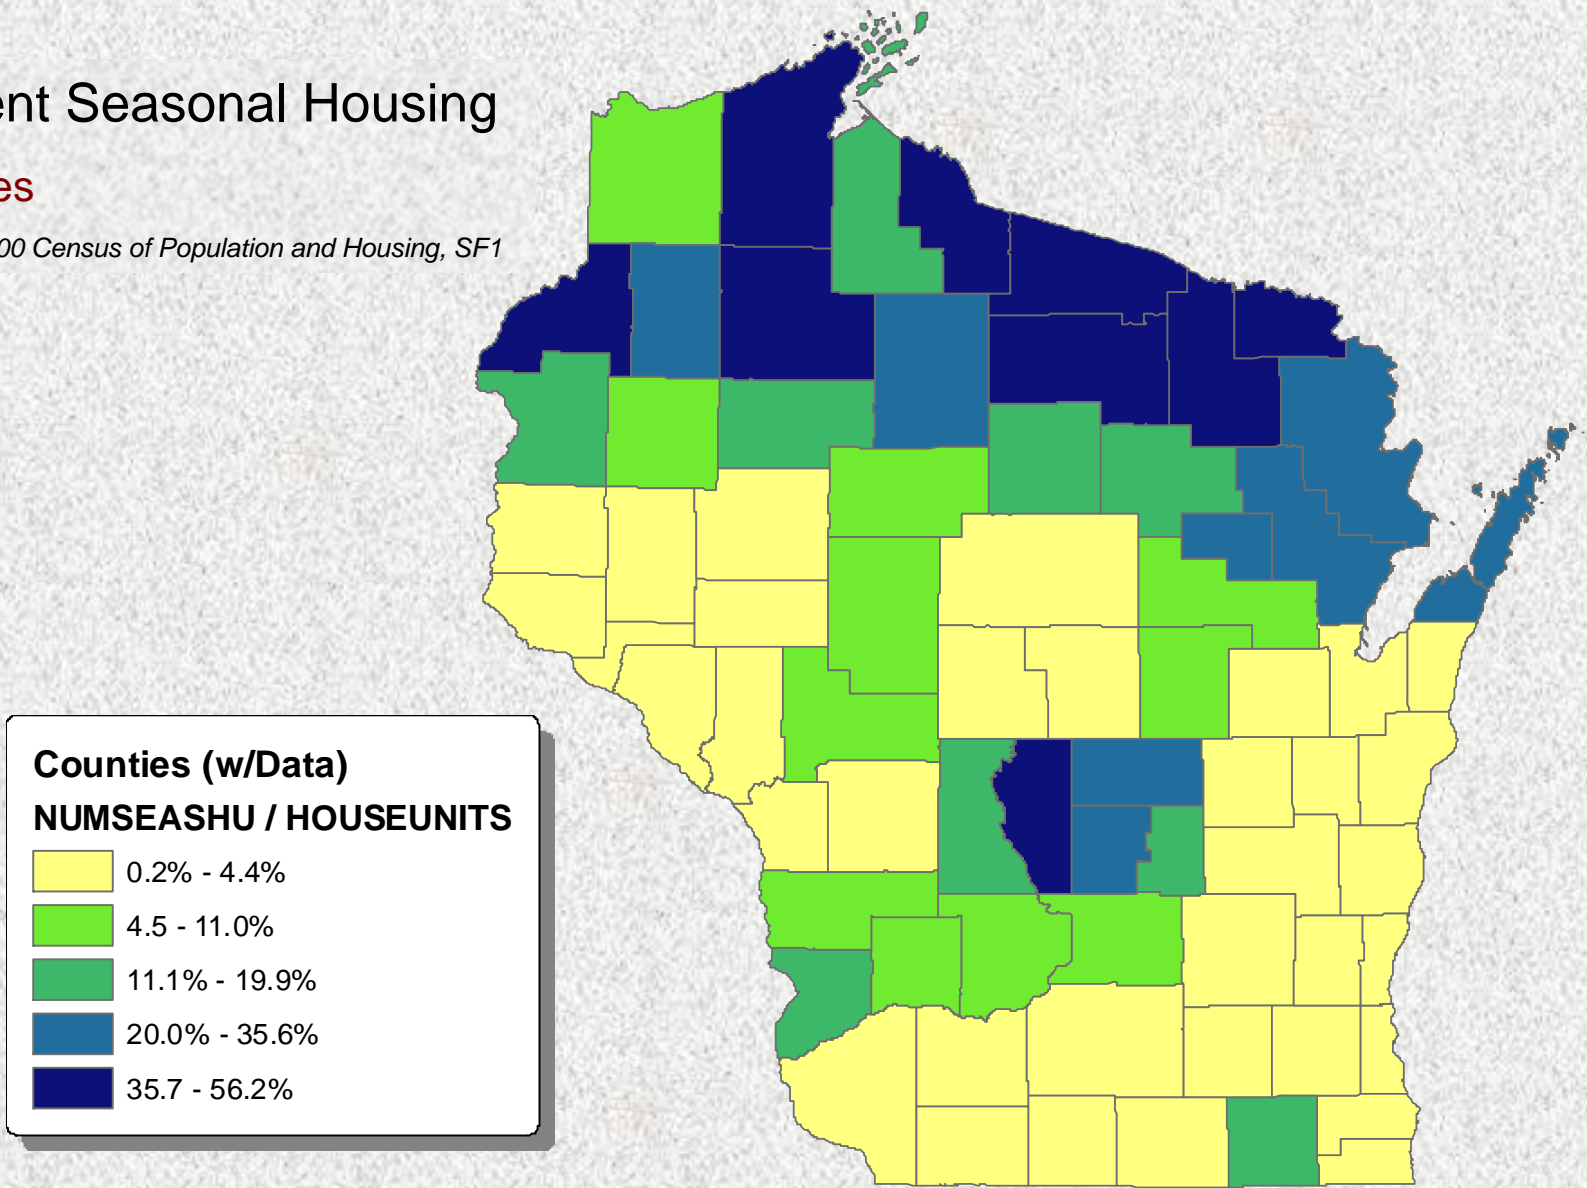 ent Seasonal Housing
es
00 Census of Population and Housing, SF1
Counties (w/Data)
NUMSEASHU / HOUSEUNITS
0.2% - 4.4%
4.5 - 11.0%
11.1% - 19.9%
20.0% - 35.6%
35.7 - 56.2%